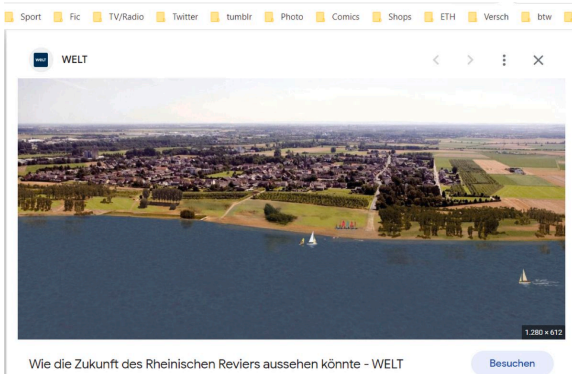 Sport Fic TV/Radio Twitter tumblr Photo Comics Shops ETH Versch btw
WELT WELT
1.280 × 612
Wie die Zukunft des Rheinischen Reviers aussehen könnte - WELT Besuchen